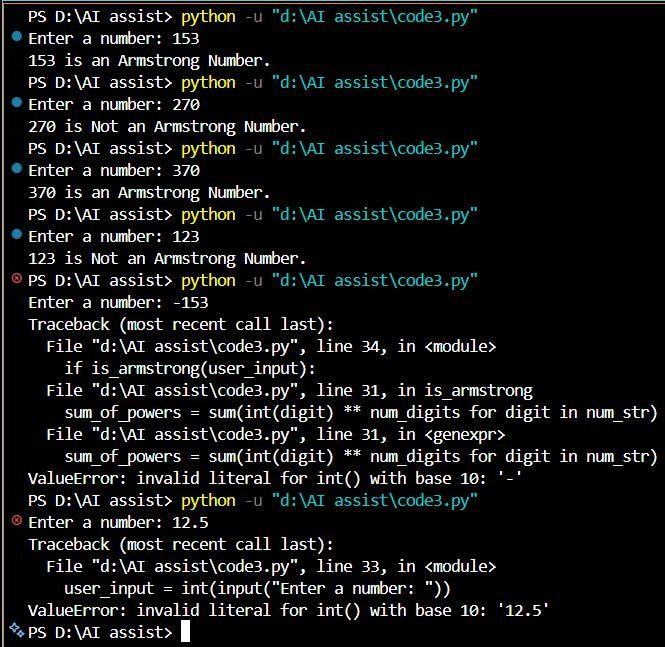 PS D:\AI assist> python -u "d:\AI assist\code3.py"
Enter a number: 153
153 is an Armstrong Number.
PS D:\AI assist> python -u "d:\AI assist\code3.py"
Enter a number: 270
270 is Not an Armstrong Number.
PS D:\AI assist> python -u "d:\AI assist\code3.py"
Enter a number: 370
370 is an Armstrong Number.
PS D:\AI assist> python -u "d:\AI assist\code3.py"
Enter a number: 123
123 is Not an Armstrong Number.
PS D:\AI assist> python -u "d:\AI assist\code3.py"
Enter a number: -153
Traceback (most recent call last):
  File "d:\AI assist\code3.py", line 34, in <module>
    if is_armstrong(user_input):
  File "d:\AI assist\code3.py", line 31, in is_armstrong
    sum_of_powers = sum(int(digit) ** num_digits for digit in num_str)
  File "d:\AI assist\code3.py", line 31, in <genexpr>
    sum_of_powers = sum(int(digit) ** num_digits for digit in num_str)
ValueError: invalid literal for int() with base 10: '-'
PS D:\AI assist> python -u "d:\AI assist\code3.py"
Enter a number: 12.5
Traceback (most recent call last):
  File "d:\AI assist\code3.py", line 33, in <module>
    user_input = int(input("Enter a number: "))
ValueError: invalid literal for int() with base 10: '12.5'
PS D:\AI assist>